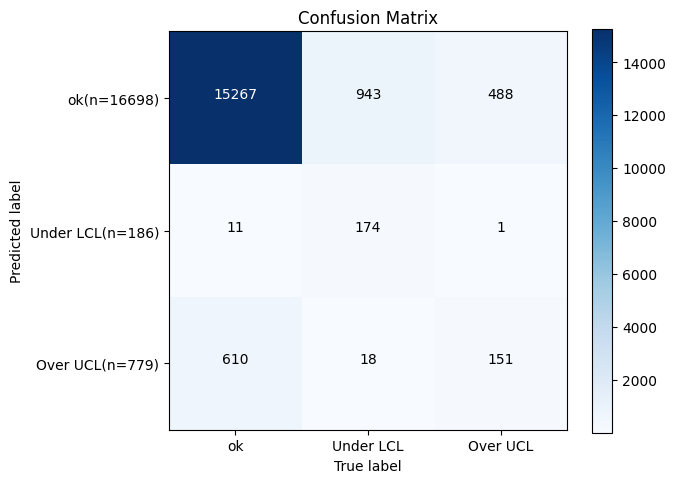 Confusion Matrix
Predicted label
ok(n=16698)
15267 943 488
Under LCL(n=186)
11 174 1
Over UCL(n=779)
610 18 151
ok Under LCL Over UCL
True label
14000
12000
10000
8000
6000
4000
2000